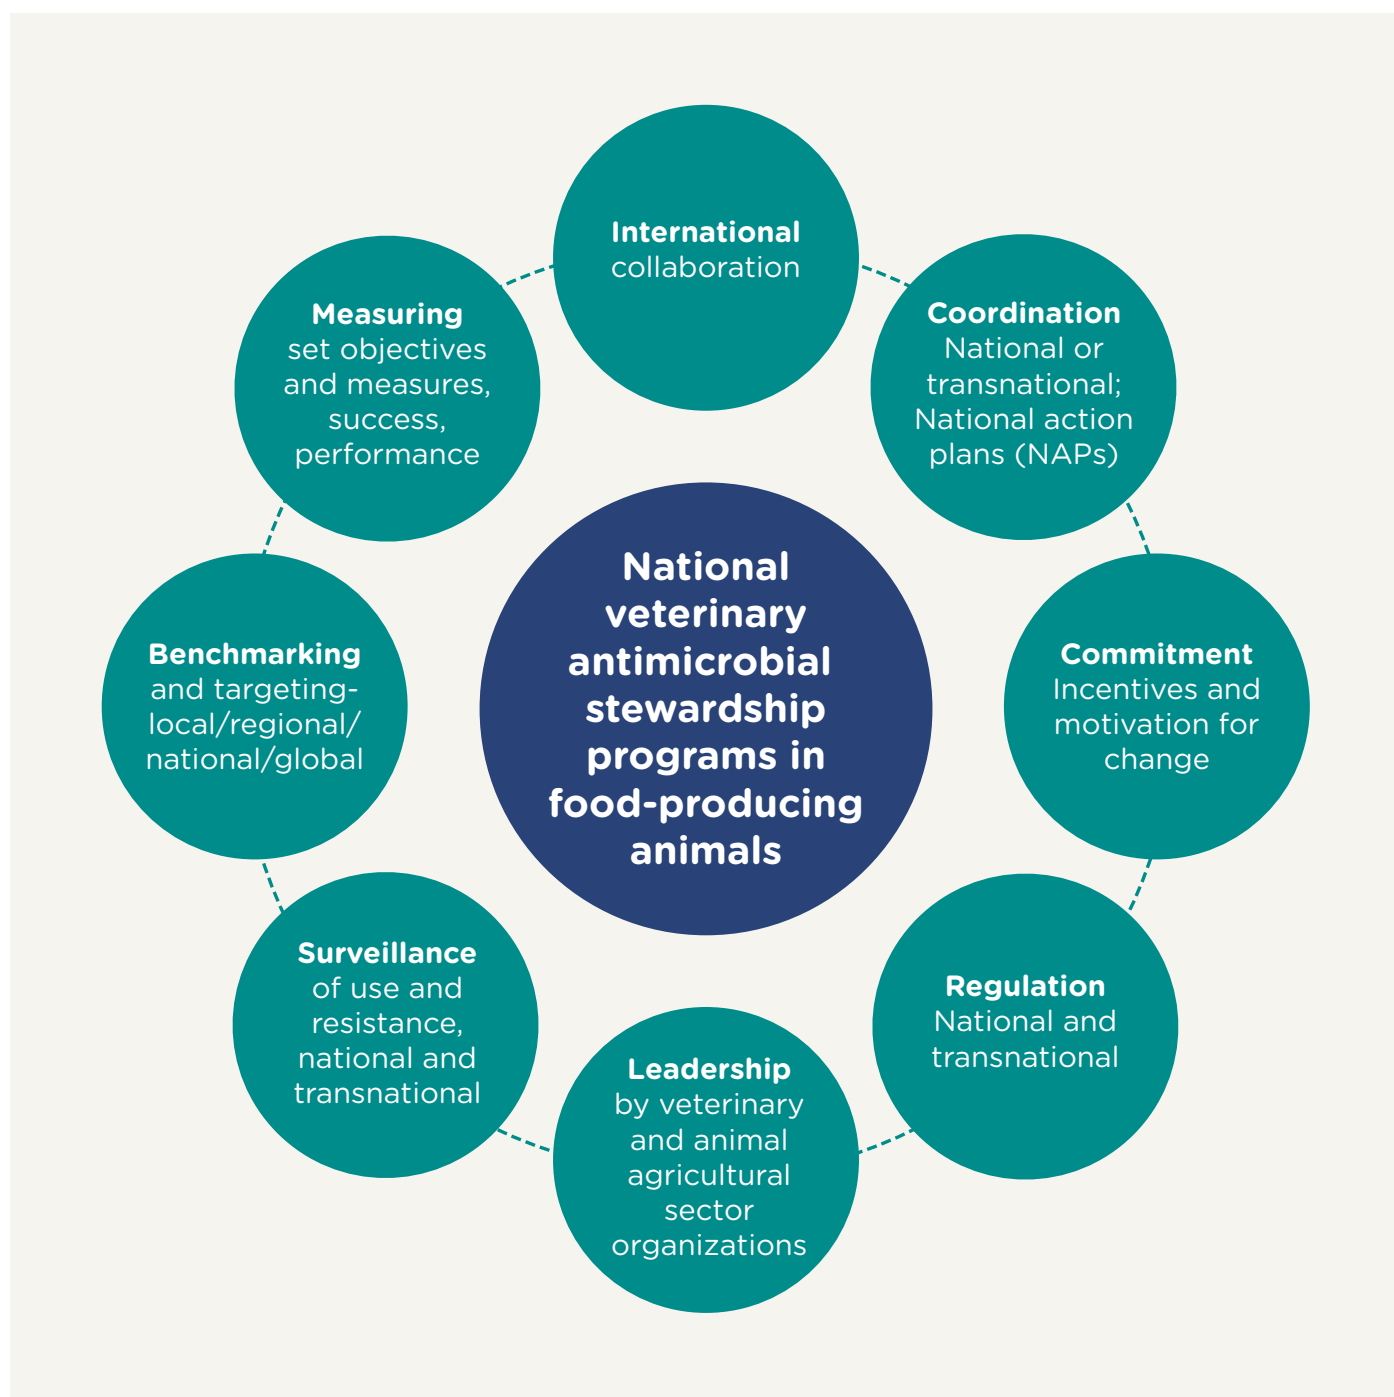 International
collaboration
Coordination
National or
transnational;
National action
plans (NAPs)
Commitment
Incentives and
motivation for
change
Regulation
National and
transnational
Leadership
by veterinary
and animal
agricultural
sector
organizations
Surveillance
of use and
resistance,
national and
transnational
Benchmarking
and targeting-
local/regional/
national/global
Measuring
set objectives
and measures,
success,
performance
National
veterinary
antimicrobial
stewardship
programs in
food-producing
animals